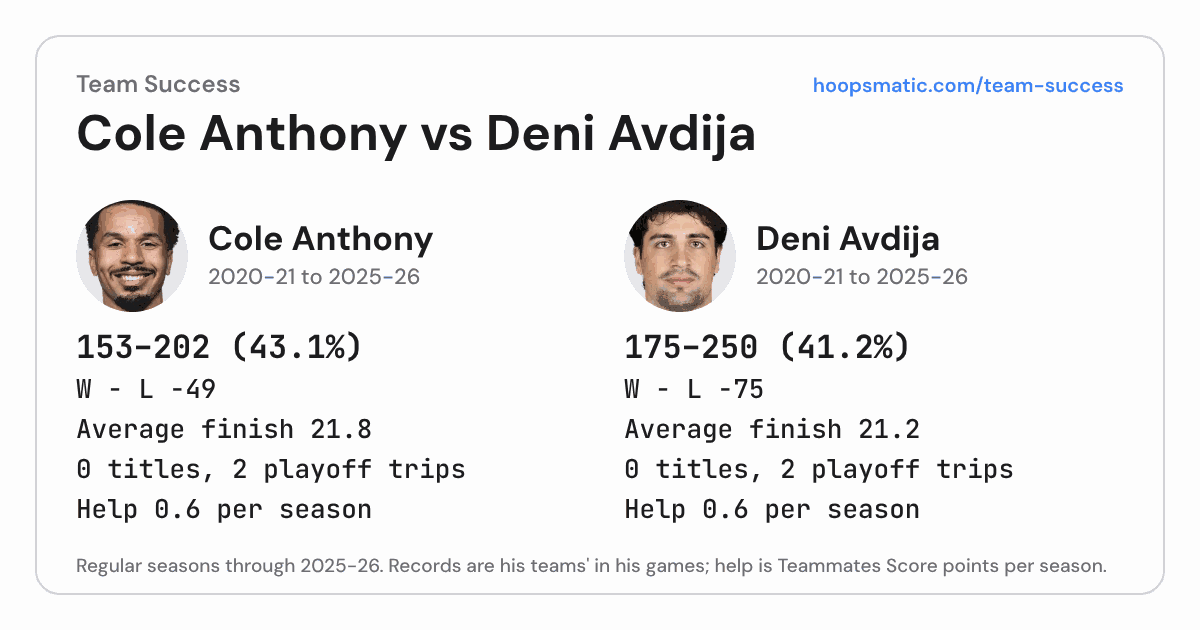 Team Success
hoopsmatic.com/team-success
Cole Anthony vs Deni Avdija
Cole Anthony
2020-21 to 2025-26
153-202 (43.1%)
W - L -49
Average finish 21.8
0 titles, 2 playoff trips
Help 0.6 per season
Deni Avdija
2020-21 to 2025-26
175-250 (41.2%)
W - L -75
Average finish 21.2
0 titles, 2 playoff trips
Help 0.6 per season
Regular seasons through 2025-26. Records are his teams' in his games; help is Teammates Score points per season.